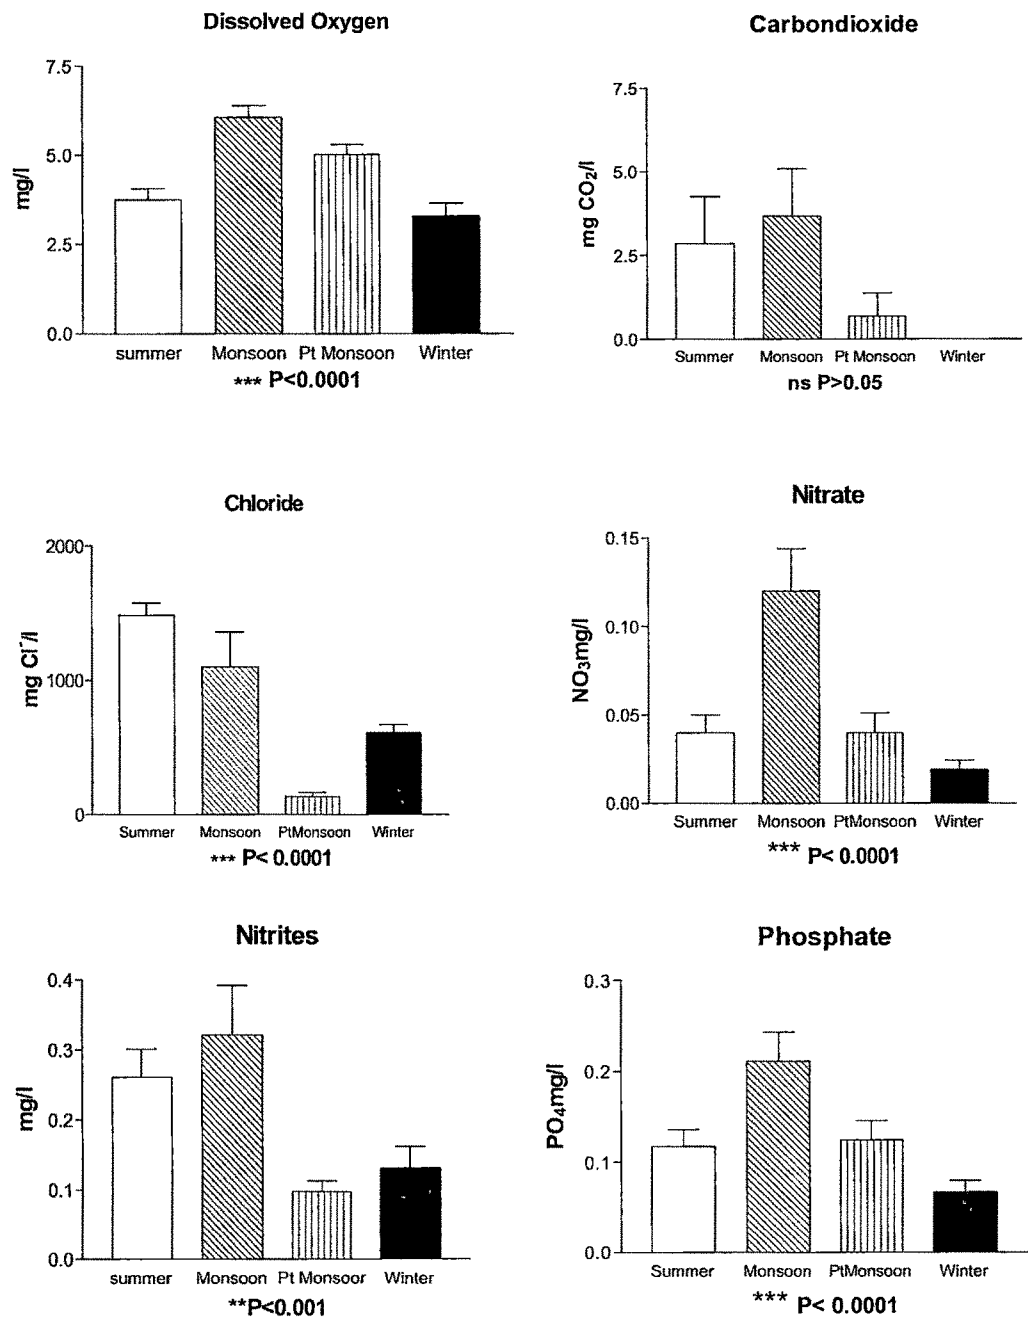 Dissolved Oxygen
7.5
5.0
2.5
0.0
mg/l
summer Monsoon Pt Monsoon Winter
*** P<0.0001
Carbondioxide
7.5
5.0
2.5
0.0
mg CO₂/l
Summer Monsoon Pt Monsoon Winter
ns P>0.05
Chloride
2000
1000
0
mg Cl⁻/l
Summer Monsoon PtMonsoon Winter
*** P< 0.0001
Nitrate
0.15
0.10
0.05
0.00
NO₃mg/l
Summer Monsoon PtMonsoon Winter
*** P< 0.0001
Nitrites
0.4
0.3
0.2
0.1
0.0
mg/l
summer Monsoon Pt Monsoor Winter
**P<0.001
Phosphate
0.3
0.2
0.1
0.0
PO₄mg/l
Summer Monsoon PtMonsoon Winter
*** P< 0.0001